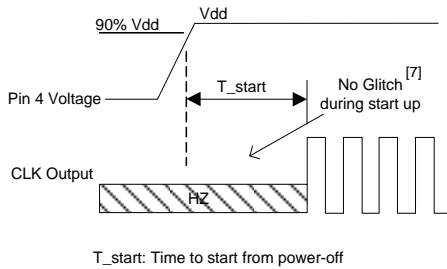 90% Vdd
Vdd
T_start
No Glitch [7]
during start up
Pin 4 Voltage
CLK Output
HZ
T_start: Time to start from power-off